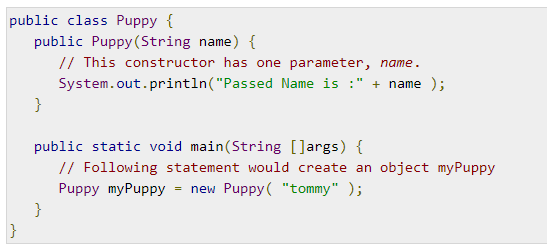 public class Puppy {
   public Puppy(String name) {
      // This constructor has one parameter, name.
      System.out.println("Passed Name is :" + name );
   }

   public static void main(String []args) {
      // Following statement would create an object myPuppy
      Puppy myPuppy = new Puppy( "tommy" );
   }
}